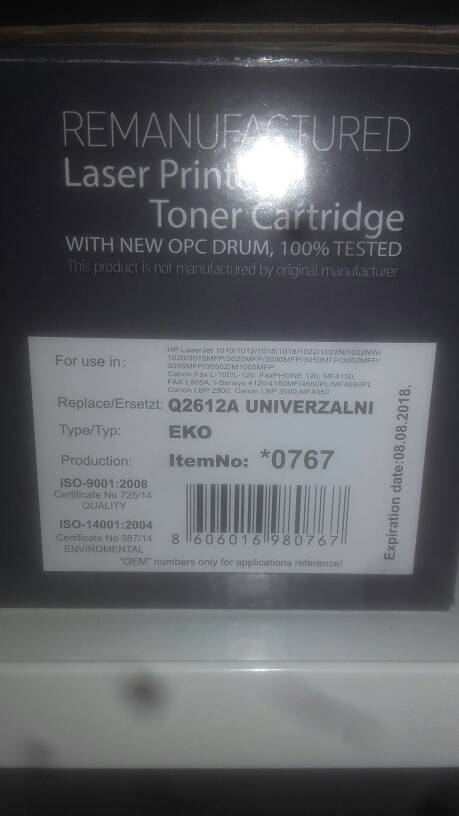 REMANUFACTURED
Laser Printer
Toner Cartridge
WITH NEW OPC DRUM, 100% TESTED
This product is not manufactured by original manufacturer
For use in:
HP LaserJet 1010/1012/1015/1018/1022/1022N/1022NW/
1020/3015MFP/3020MFP/3030MFP/3050MFP/3052MFP/
3055MFP/3050Z/M1005MFP
Canon Fax L-100/L-120, FaxPHONE 120, MF4150,
FAX L905A, i-Sensys 4120/4150MF/4660PL/MF4690PL
Canon LBP 2900, Canon LBP 3000,MF4350
Replace/Ersetzt: Q2612A UNIVERZALNI
Type/Typ: EKO
Production: ItemNo: *0767
ISO-9001:2008
Certificate No 725/14
QUALITY
ISO-14001:2004
Certificate No 387/14
ENVIROMENTAL
8 606016 980767
"OEM" numbers only for applications reference!
Expiration date:08.08.2018.